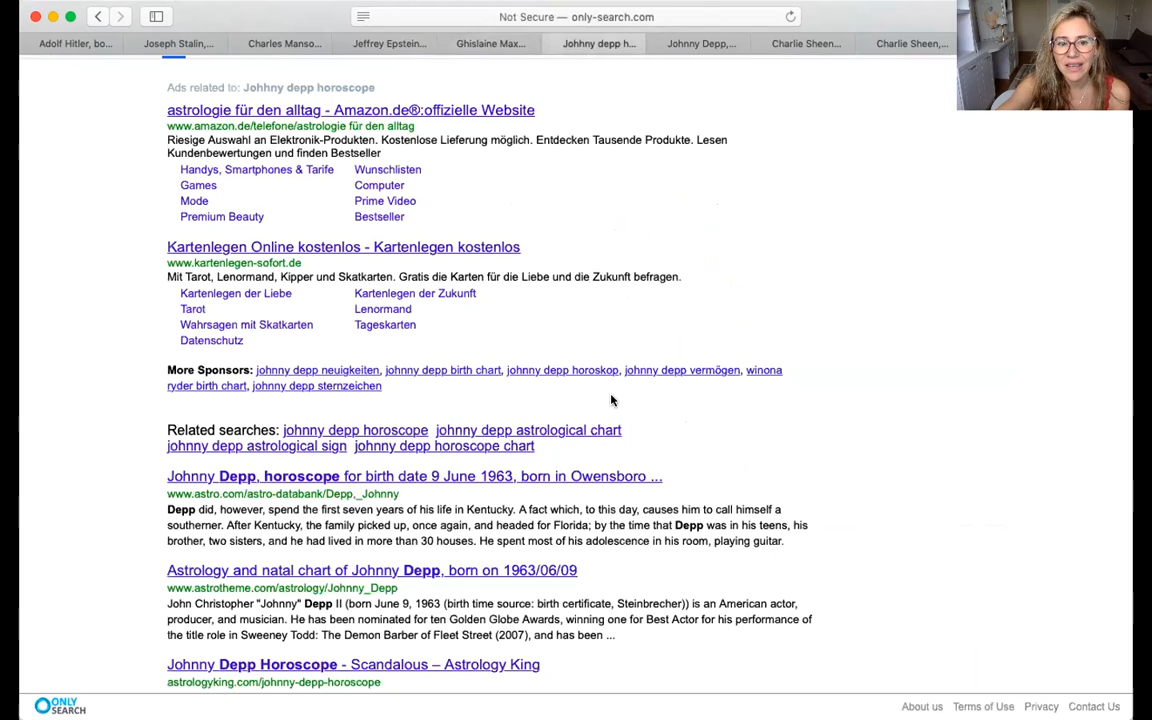 Not Secure — only-search.com
Adolf Hitler, bo... Joseph Stalin,... Charles Manso... Jeffrey Epstein... Ghislaine Max... Johhny depp h... Johnny Depp,... Charlie Sheen... Charlie Sheen,...
Ads related to: Johhny depp horoscope
astrologie für den alltag - Amazon.de®:offizielle Website
www.amazon.de/telefone/astrologie für den alltag
Riesige Auswahl an Elektronik-Produkten. Kostenlose Lieferung möglich. Entdecken Tausende Produkte. Lesen
Kundenbewertungen und finden Bestseller
Handys, Smartphones & Tarife Wunschlisten
Games Computer
Mode Prime Video
Premium Beauty Bestseller
Kartenlegen Online kostenlos - Kartenlegen kostenlos
www.kartenlegen-sofort.de
Mit Tarot, Lenormand, Kipper und Skatkarten. Gratis die Karten für die Liebe und die Zukunft befragen.
Kartenlegen der Liebe Kartenlegen der Zukunft
Tarot Lenormand
Wahrsagen mit Skatkarten Tageskarten
Datenschutz
More Sponsors: johnny depp neuigkeiten, johnny depp birth chart, johnny depp horoskop, johnny depp vermögen, winona
ryder birth chart, johnny depp sternzeichen
Related searches: johnny depp horoscope johnny depp astrological chart
johnny depp astrological sign johnny depp horoscope chart
Johnny Depp, horoscope for birth date 9 June 1963, born in Owensboro ...
www.astro.com/astro-databank/Depp,_Johnny
Depp did, however, spend the first seven years of his life in Kentucky. A fact which, to this day, causes him to call himself a
southerner. After Kentucky, the family picked up, once again, and headed for Florida; by the time that Depp was in his teens, his
brother, two sisters, and he had lived in more than 30 houses. He spent most of his adolescence in his room, playing guitar.
Astrology and natal chart of Johnny Depp, born on 1963/06/09
www.astrotheme.com/astrology/Johnny_Depp
John Christopher "Johnny" Depp II (born June 9, 1963 (birth time source: birth certificate, Steinbrecher)) is an American actor,
producer, and musician. He has been nominated for ten Golden Globe Awards, winning one for Best Actor for his performance of
the title role in Sweeney Todd: The Demon Barber of Fleet Street (2007), and has been ...
Johnny Depp Horoscope - Scandalous – Astrology King
astrologyking.com/johnny-depp-horoscope
ONLY
SEARCH
About us Terms of Use Privacy Contact Us